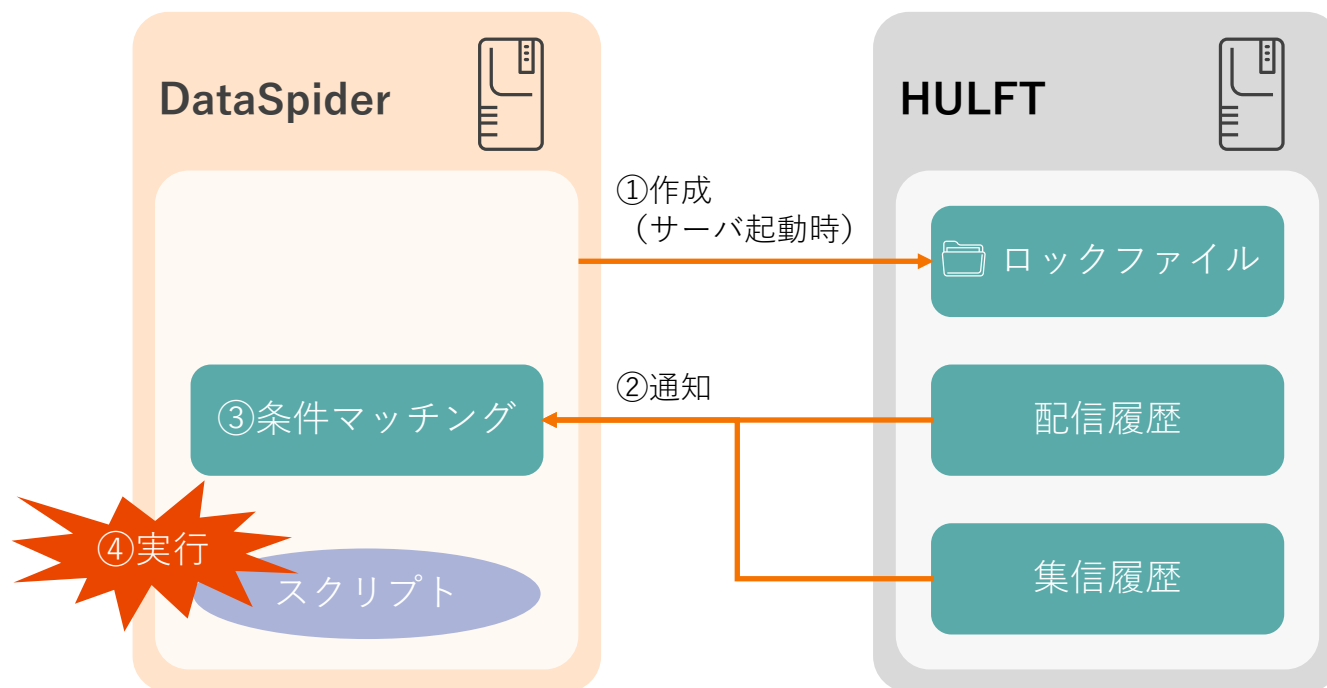 DataSpider
HULFT
①作成
（サーバ起動時）
ロックファイル
②通知
③条件マッチング
配信履歴
④実行
スクリプト
集信履歴